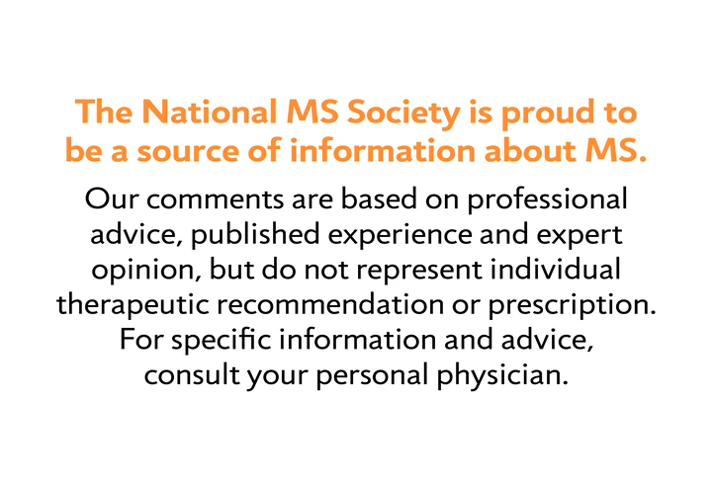 The National MS Society is proud to
be a source of information about MS.
Our comments are based on professional
advice, published experience and expert
opinion, but do not represent individual
therapeutic recommendation or prescription.
For specific information and advice,
consult your personal physician.